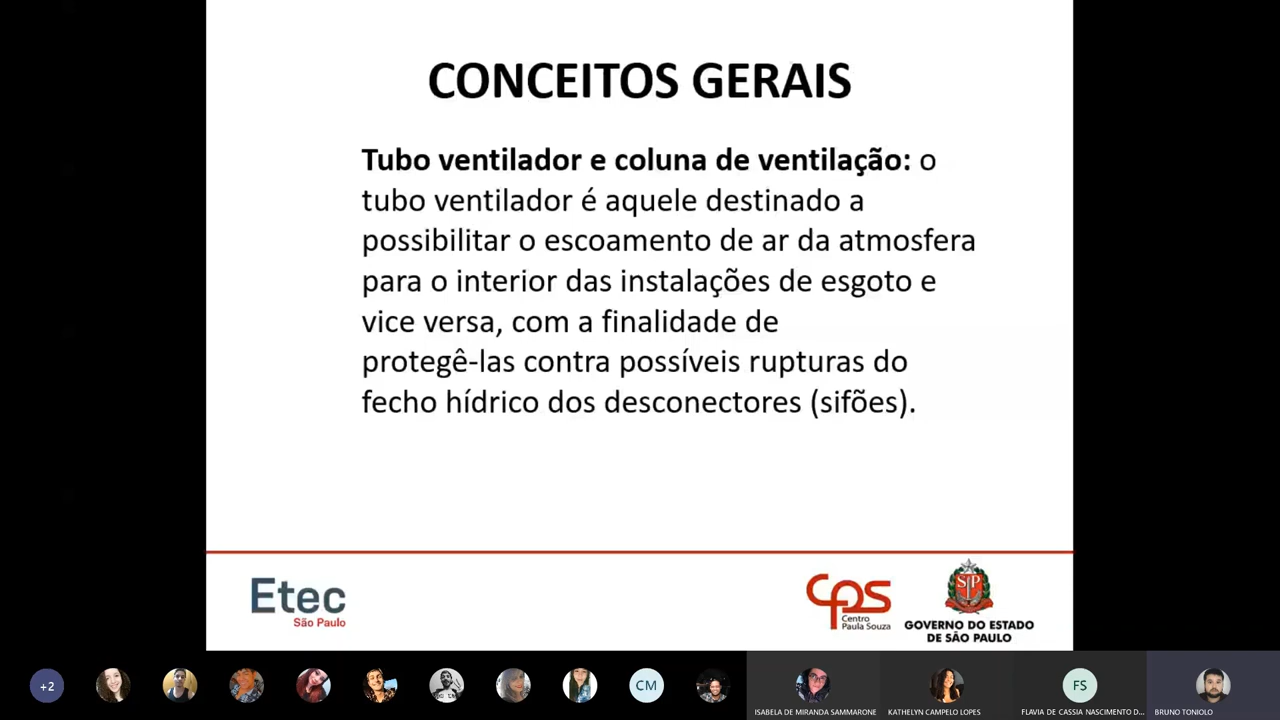 CONCEITOS GERAIS
Tubo ventilador e coluna de ventilação: o
tubo ventilador é aquele destinado a
possibilitar o escoamento de ar da atmosfera
para o interior das instalações de esgoto e
vice versa, com a finalidade de
protegê-las contra possíveis rupturas do
fecho hídrico dos desconectores (sifões).
Etec
São Paulo
CPS
Centro
Paula Souza
SP
GOVERNO DO ESTADO
DE SÃO PAULO
+2
CM
FS
ISABELA DE MIRANDA SAMMARONE
KATHELYN CAMPELO LOPES
FLAVIA DE CASSIA NASCIMENTO D...
BRUNO TONIOLO